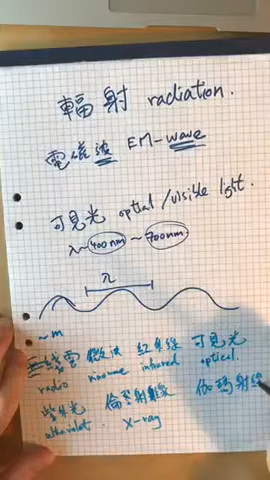 輻射 radiation.
電磁波 EM-wave
可見光 optial/visible light.
λ~ 400nm ~ 700nm.
λ
~m
無線電 微波 紅外線 可見光
radio infrared optical.
紫外光 倫琴射線 伽瑪射線
ultraviolet. X-ray